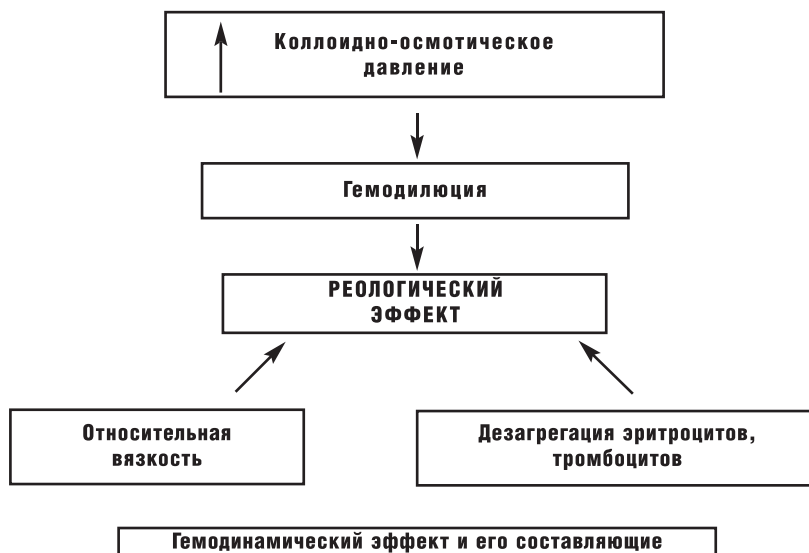 Коллоидно-осмотическое
давление
Гемодилюция
РЕОЛОГИЧЕСКИЙ
ЭФФЕКТ
Относительная
вязкость
Дезагрегация эритроцитов,
тромбоцитов
Гемодинамический эффект и его составляющие